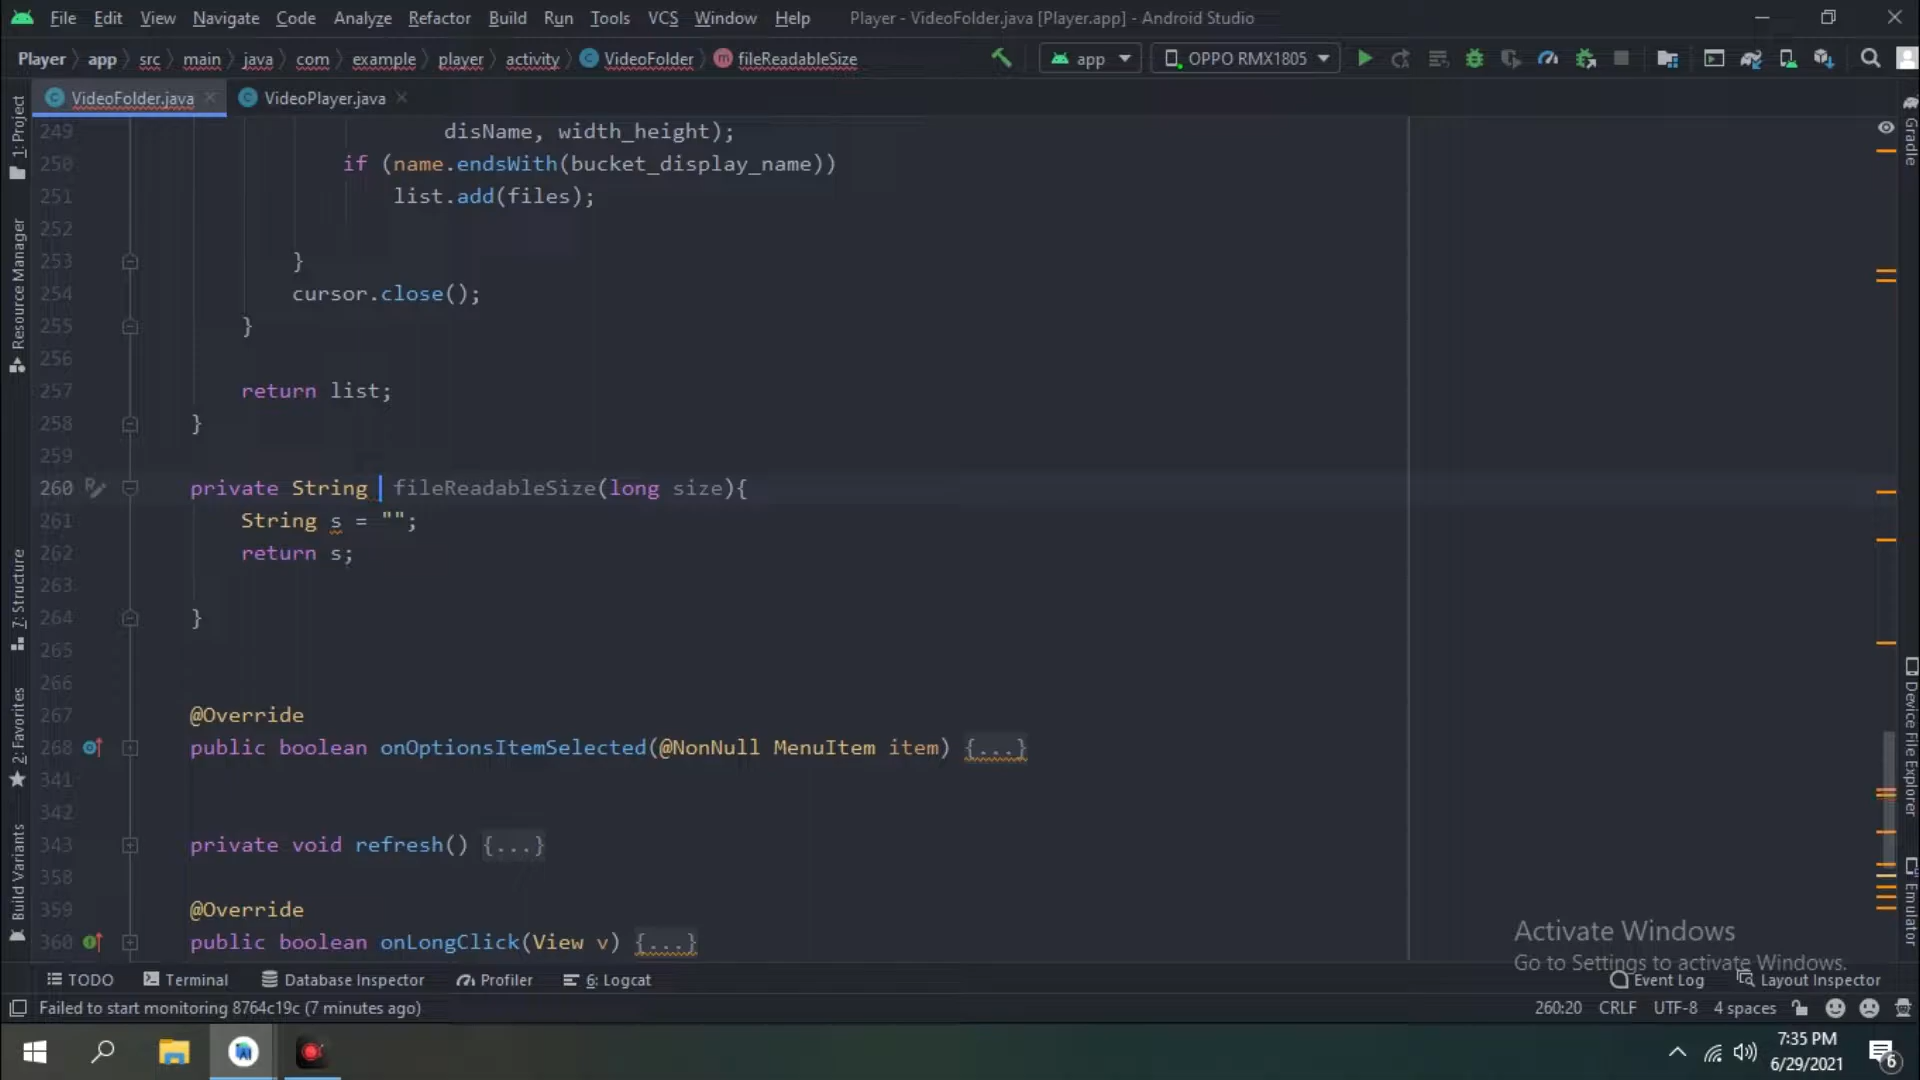 File Edit View Navigate Code Analyze Refactor Build Run Tools VCS Window Help Player - VideoFolder.java [Player.app] - Android Studio
Player app src main java com example player activity VideoFolder fileReadableSize app OPPO RMX1805
VideoFolder.java VideoPlayer.java
1: Project
Resource Manager
7: Structure
2: Favorites
Build Variants
249 disName, width_height);
250 if (name.endsWith(bucket_display_name))
251 list.add(files);
252
253 }
254 cursor.close();
255 }
256
257 return list;
258 }
259
260 private String fileReadableSize(long size){
261 String s = "";
262 return s;
263
264 }
265
266
267 @Override
268 public boolean onOptionsItemSelected(@NonNull MenuItem item) {...}
341
342
343 private void refresh() {...}
358
359 @Override
360 public boolean onLongClick(View v) {...}
Gradle
Device File Explorer
Emulator
Activate Windows
Go to Settings to activate Windows.
TODO Terminal Database Inspector Profiler 6: Logcat Event Log Layout Inspector
Failed to start monitoring 8764c19c (7 minutes ago) 260:20 CRLF UTF-8 4 spaces
7:35 PM
6/29/2021
6